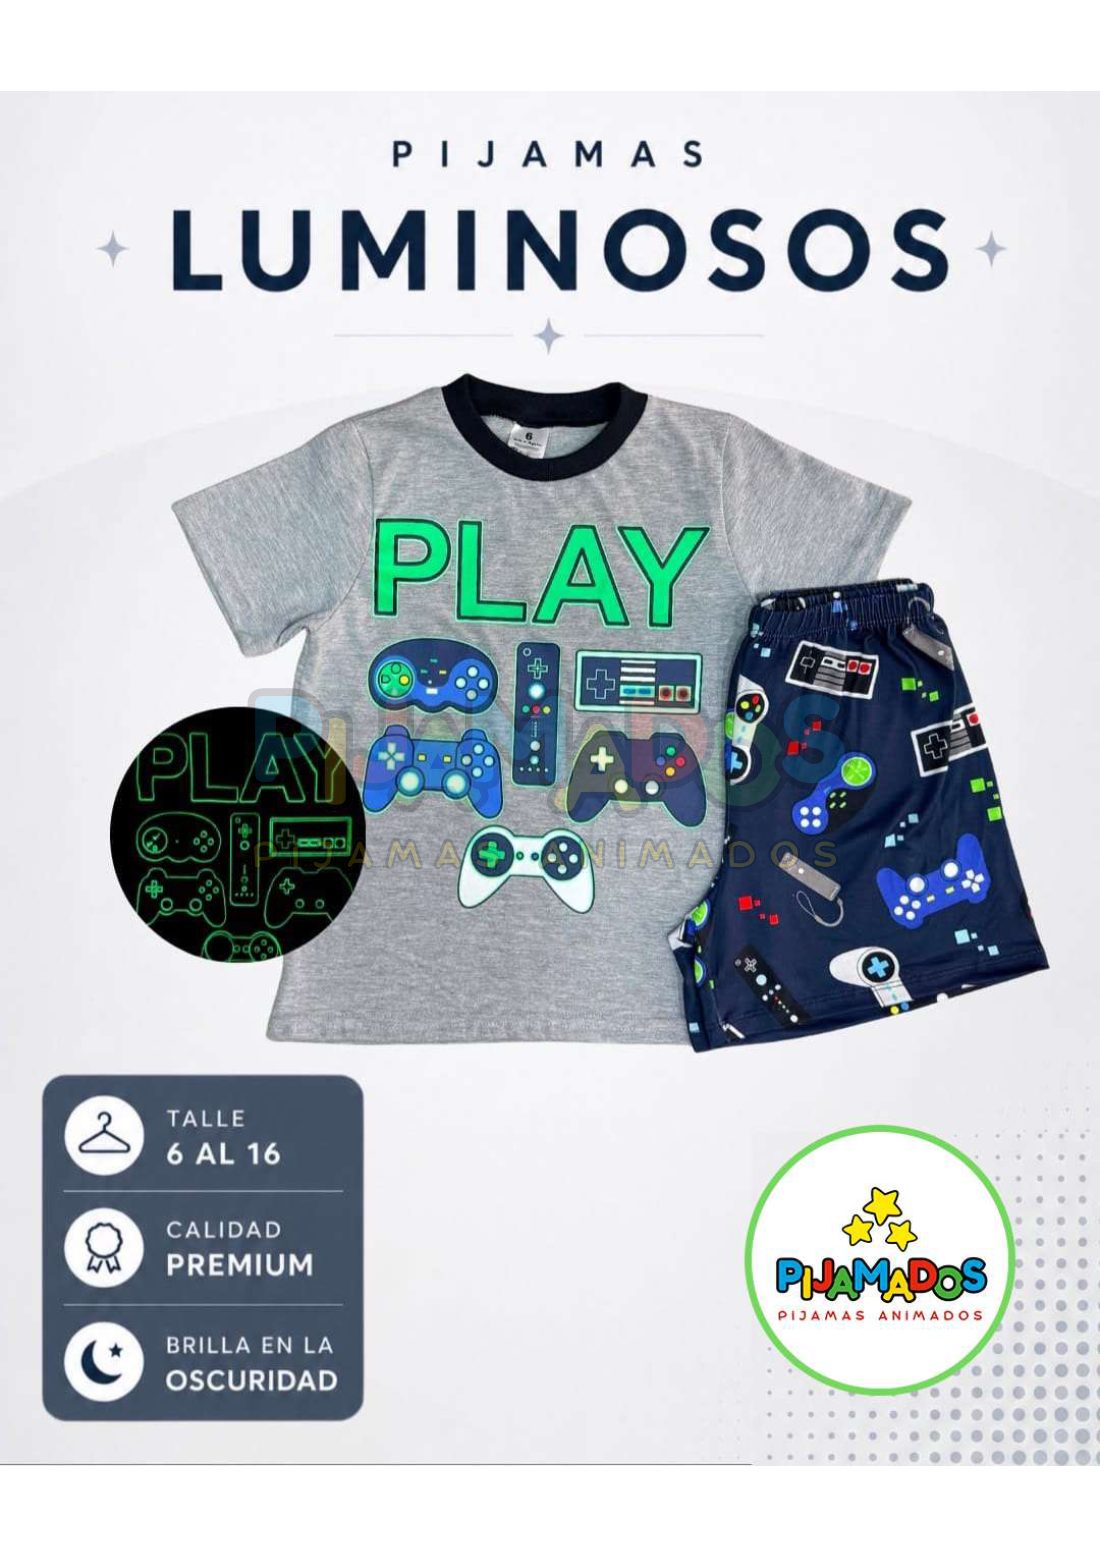 PIJAMAS
LUMINOSOS
6
PLAY
PLAY
PIJAMADOS
PIJAMAS ANIMADOS
TALLE
6 AL 16
CALIDAD
PREMIUM
BRILLA EN LA
OSCURIDAD
PIJAMADOS
PIJAMAS ANIMADOS